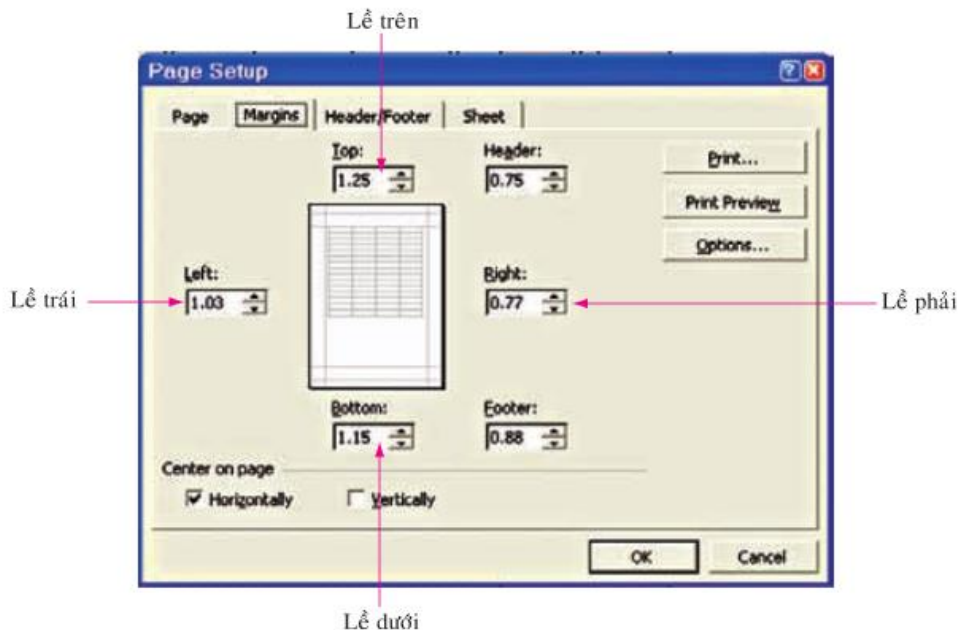 Lề trên
Page Setup
Page Margins Header/Footer Sheet
Top: Header: Print...
1.25 0.75
Print Preview
Options...
Left: Right:
Lề trái 1.03 0.77 Lề phải
Bottom: Footer:
1.15 0.88
Center on page
Horizontally Vertically
OK Cancel
Lề dưới